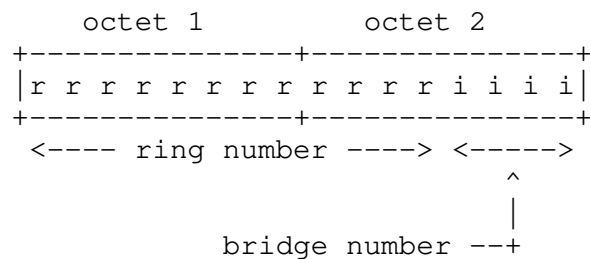 octet 1 octet 2
+---------------+---------------+
|r r r r r r r r r r r r i i i i|
+---------------+---------------+
<---- ring number ----> <----->
^
|
bridge number --+